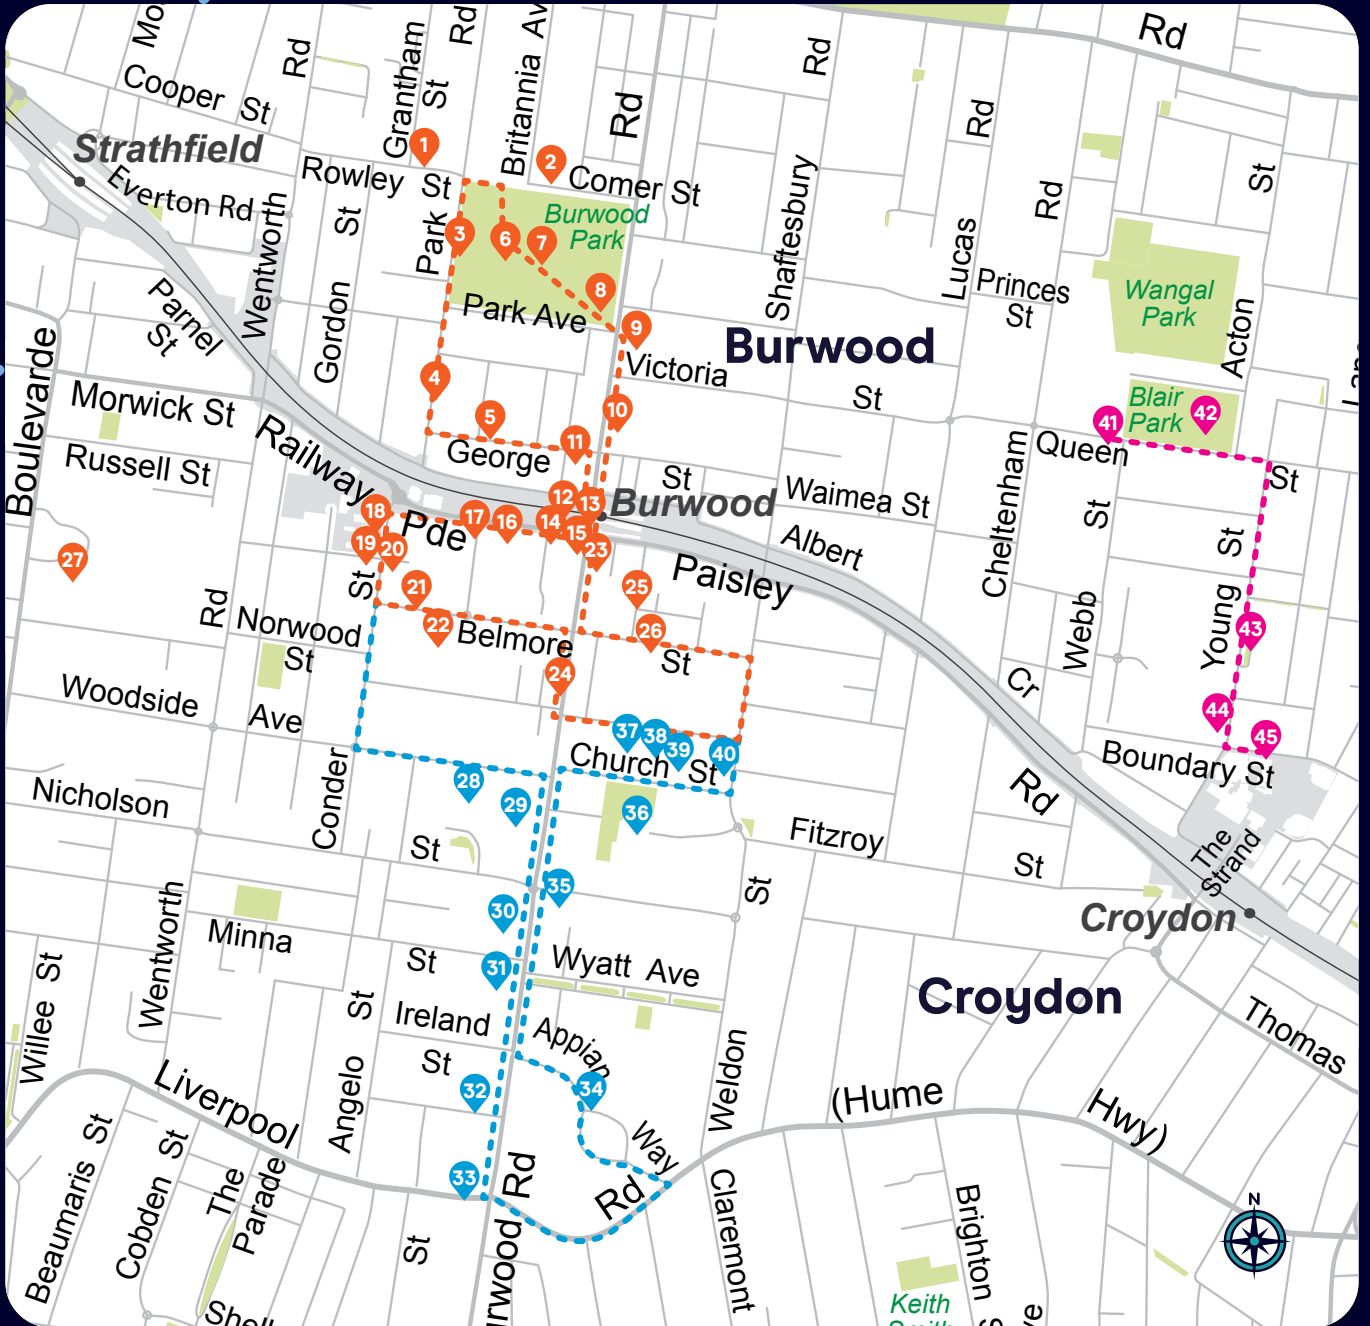 Rd
Mo
Rd
Grantham
St
Rd
Britannia Av
Rd
Rd
Rd
Cooper St
Strathfield
1
2
Everton Rd
Rowley St
Comer St
Burwood
Park
Wentworth
St
Gordon
Park
3
6
7
8
9
Park Ave
Shaftesbury
Lucas
Rd
St
Princes
St
Wangal
Park
Acton
Parnel
St
Boulevarde
Burwood
Victoria
St
4
5
10
11
Morwick St
Russell St
Railway
Pde
George
St
Blair
Park
41
42
Queen
St
Burwood
Waimea St
Cheltenham
St
Webb
St
Young
12
13
14
15
16
17
18
19
20
21
22
23
24
25
26
27
Albert
Cr
Paisley
Rd
Norwood
St
St
Belmore
St
Woodside
Ave
43
44
45
Boundary St
37
38
39
40
Church St
28
29
36
Nicholson
St
Conder
Fitzroy
St
Rd
The
Strand
Croydon
35
30
31
St
Wentworth
Minna
St
Wyatt Ave
Croydon
Willee St
St
Angelo
Ireland
St
Appian
Way
Weldon
Thomas
32
34
33
Liverpool
Rd
(Hume
Hwy)
Beaumaris St
Cobden St
The
Parade
St
Rd
urwood
Claremont
Brighton
N
Keith
Shell